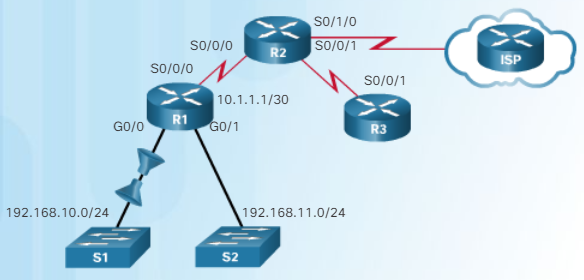 S0/1/0
S0/0/0
R2
S0/0/1
ISP
S0/0/0
S0/0/1
10.1.1.1/30
R1
R3
G0/0
G0/1
192.168.10.0/24
192.168.11.0/24
S1
S2